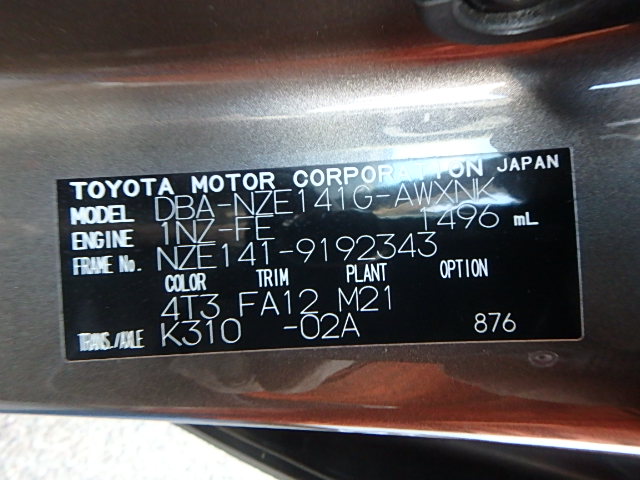 TOYOTA MOTOR CORPORATION JAPAN
MODEL DBA-NZE141G-AWXNK
ENGINE 1NZ-FE 1496 mL
FRAME No. NZE141-9192343
COLOR TRIM PLANT OPTION
4T3 FA12 M21
TRANS./AXLE K310 -02A 876